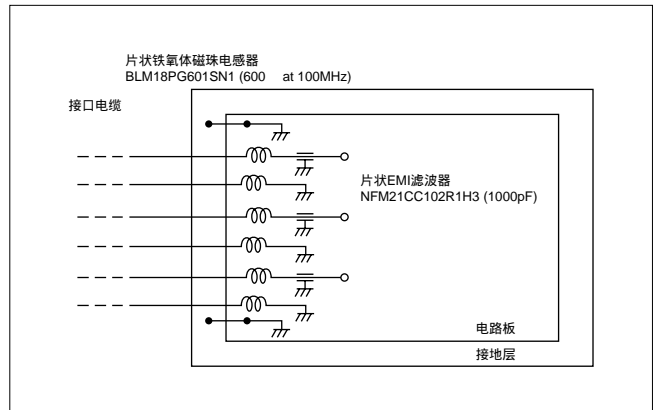 片状铁氧体磁珠电感器
BLM18PG601SN1 (600 at 100MHz)
接口电缆
片状EMI滤波器
NFM21CC102R1H3 (1000pF)
电路板
接地层